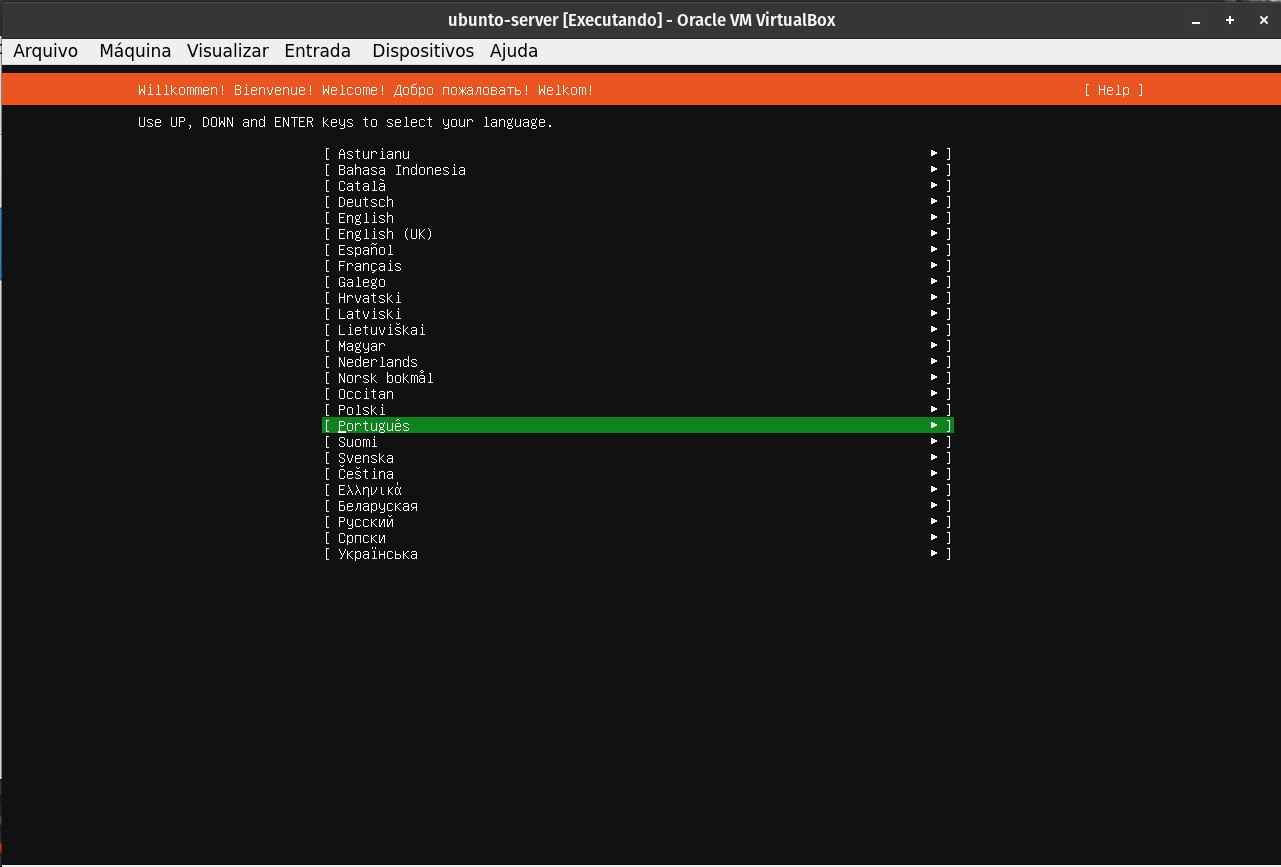 ubunto-server [Executando] - Oracle VM VirtualBox
Arquivo Máquina Visualizar Entrada Dispositivos Ajuda
Willkommen! Bienvenue! Welcome! Добро пожаловать! Welkom! [ Help ]
Use UP, DOWN and ENTER keys to select your language.
[ Asturianu ► ]
[ Bahasa Indonesia ► ]
[ Català ► ]
[ Deutsch ► ]
[ English ► ]
[ English (UK) ► ]
[ Español ► ]
[ Français ► ]
[ Galego ► ]
[ Hrvatski ► ]
[ Latviski ► ]
[ Lietuviškai ► ]
[ Magyar ► ]
[ Nederlands ► ]
[ Norsk bokmål ► ]
[ Occitan ► ]
[ Polski ► ]
[ Português ► ]
[ Suomi ► ]
[ Svenska ► ]
[ Čeština ► ]
[ Ελληνικά ► ]
[ Беларуская ► ]
[ Русский ► ]
[ Српски ► ]
[ Українська ► ]